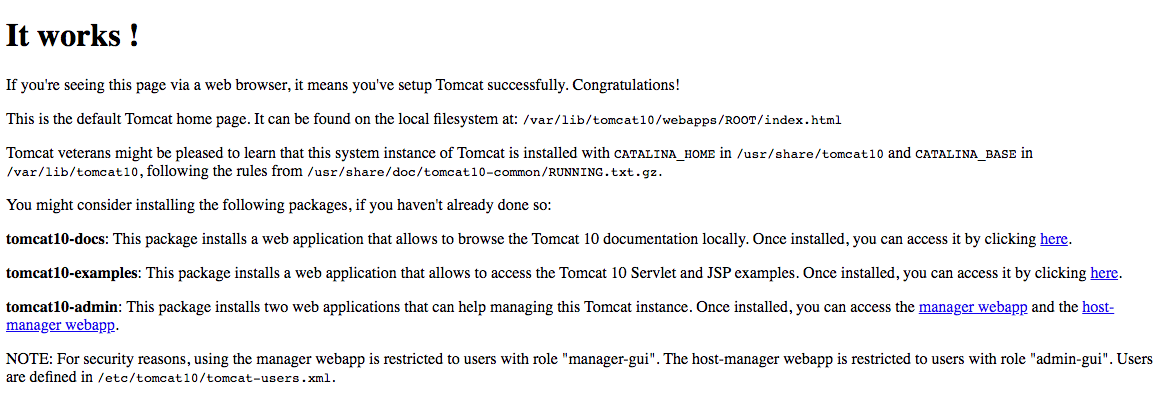 It works !
If you're seeing this page via a web browser, it means you've setup Tomcat successfully. Congratulations!
This is the default Tomcat home page. It can be found on the local filesystem at: /var/lib/tomcat10/webapps/ROOT/index.html
Tomcat veterans might be pleased to learn that this system instance of Tomcat is installed with CATALINA_HOME in /usr/share/tomcat10 and CATALINA_BASE in
/var/lib/tomcat10, following the rules from /usr/share/doc/tomcat10-common/RUNNING.txt.gz.
You might consider installing the following packages, if you haven't already done so:
tomcat10-docs: This package installs a web application that allows to browse the Tomcat 10 documentation locally. Once installed, you can access it by clicking here.
tomcat10-examples: This package installs a web application that allows to access the Tomcat 10 Servlet and JSP examples. Once installed, you can access it by clicking here.
tomcat10-admin: This package installs two web applications that can help managing this Tomcat instance. Once installed, you can access the manager webapp and the host-
manager webapp.
NOTE: For security reasons, using the manager webapp is restricted to users with role "manager-gui". The host-manager webapp is restricted to users with role "admin-gui". Users
are defined in /etc/tomcat10/tomcat-users.xml.